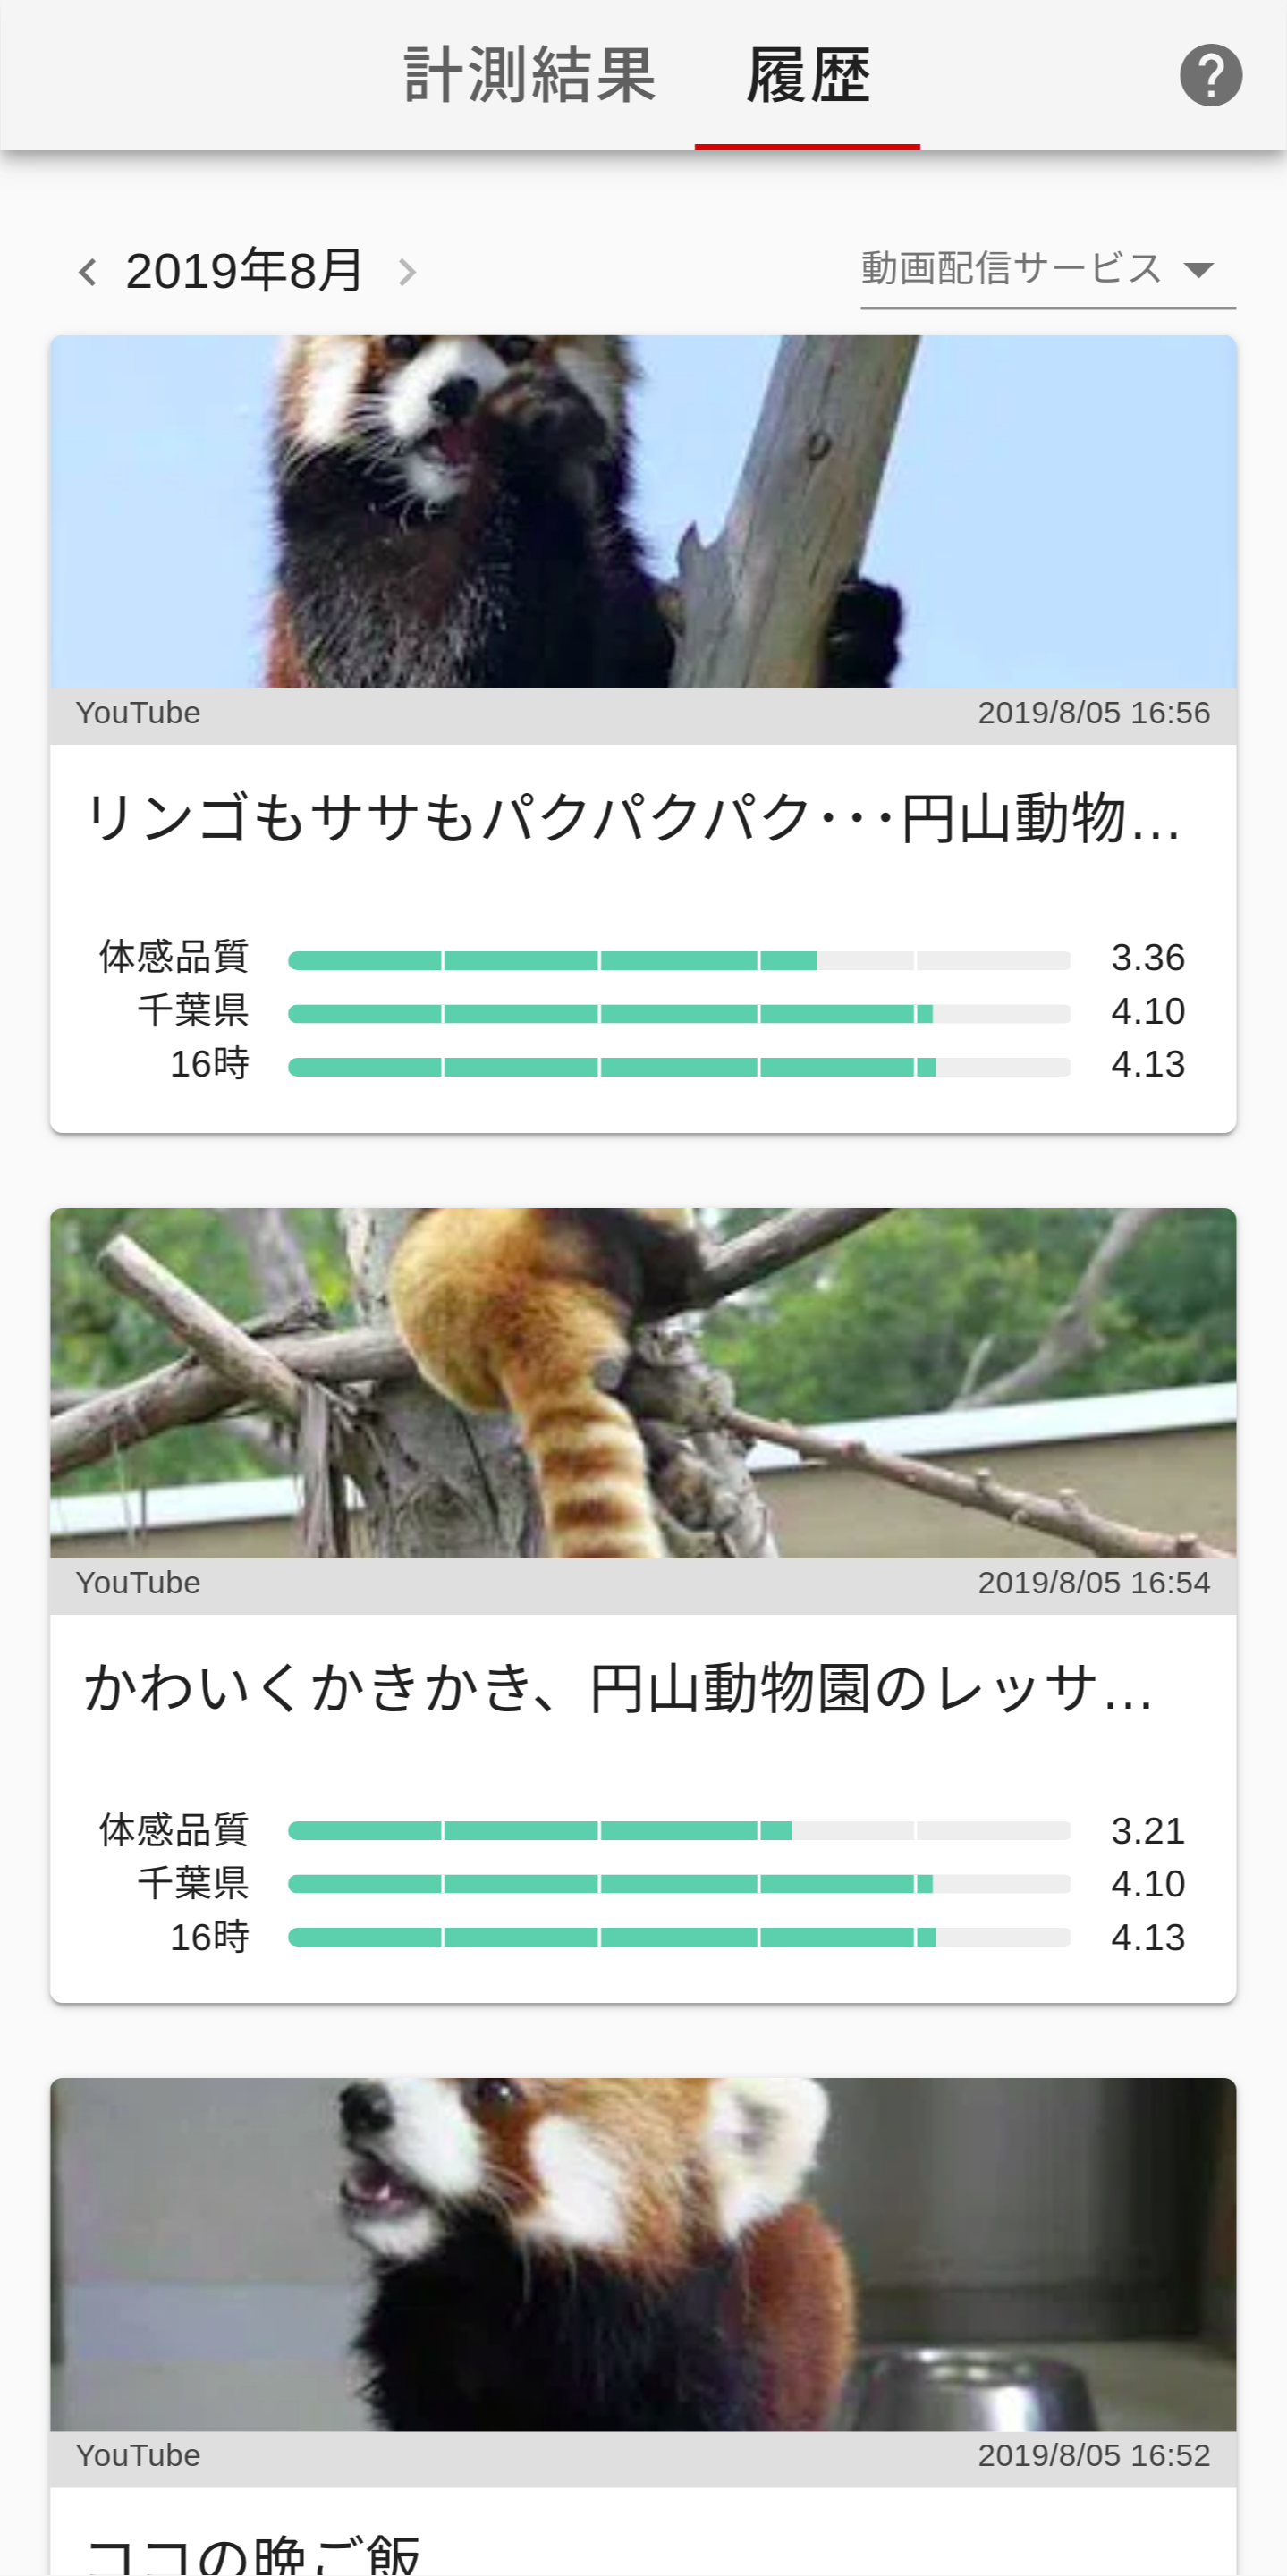 計測結果 履歴
2019年8月 動画配信サービス
YouTube 2019/8/05 16:56
リンゴもササもパクパクパク･･･円山動物...
体感品質 3.36
千葉県 4.10
16時 4.13
YouTube 2019/8/05 16:54
かわいくかきかき、円山動物園のレッサ...
体感品質 3.21
千葉県 4.10
16時 4.13
YouTube 2019/8/05 16:52
ココの晩ご飯